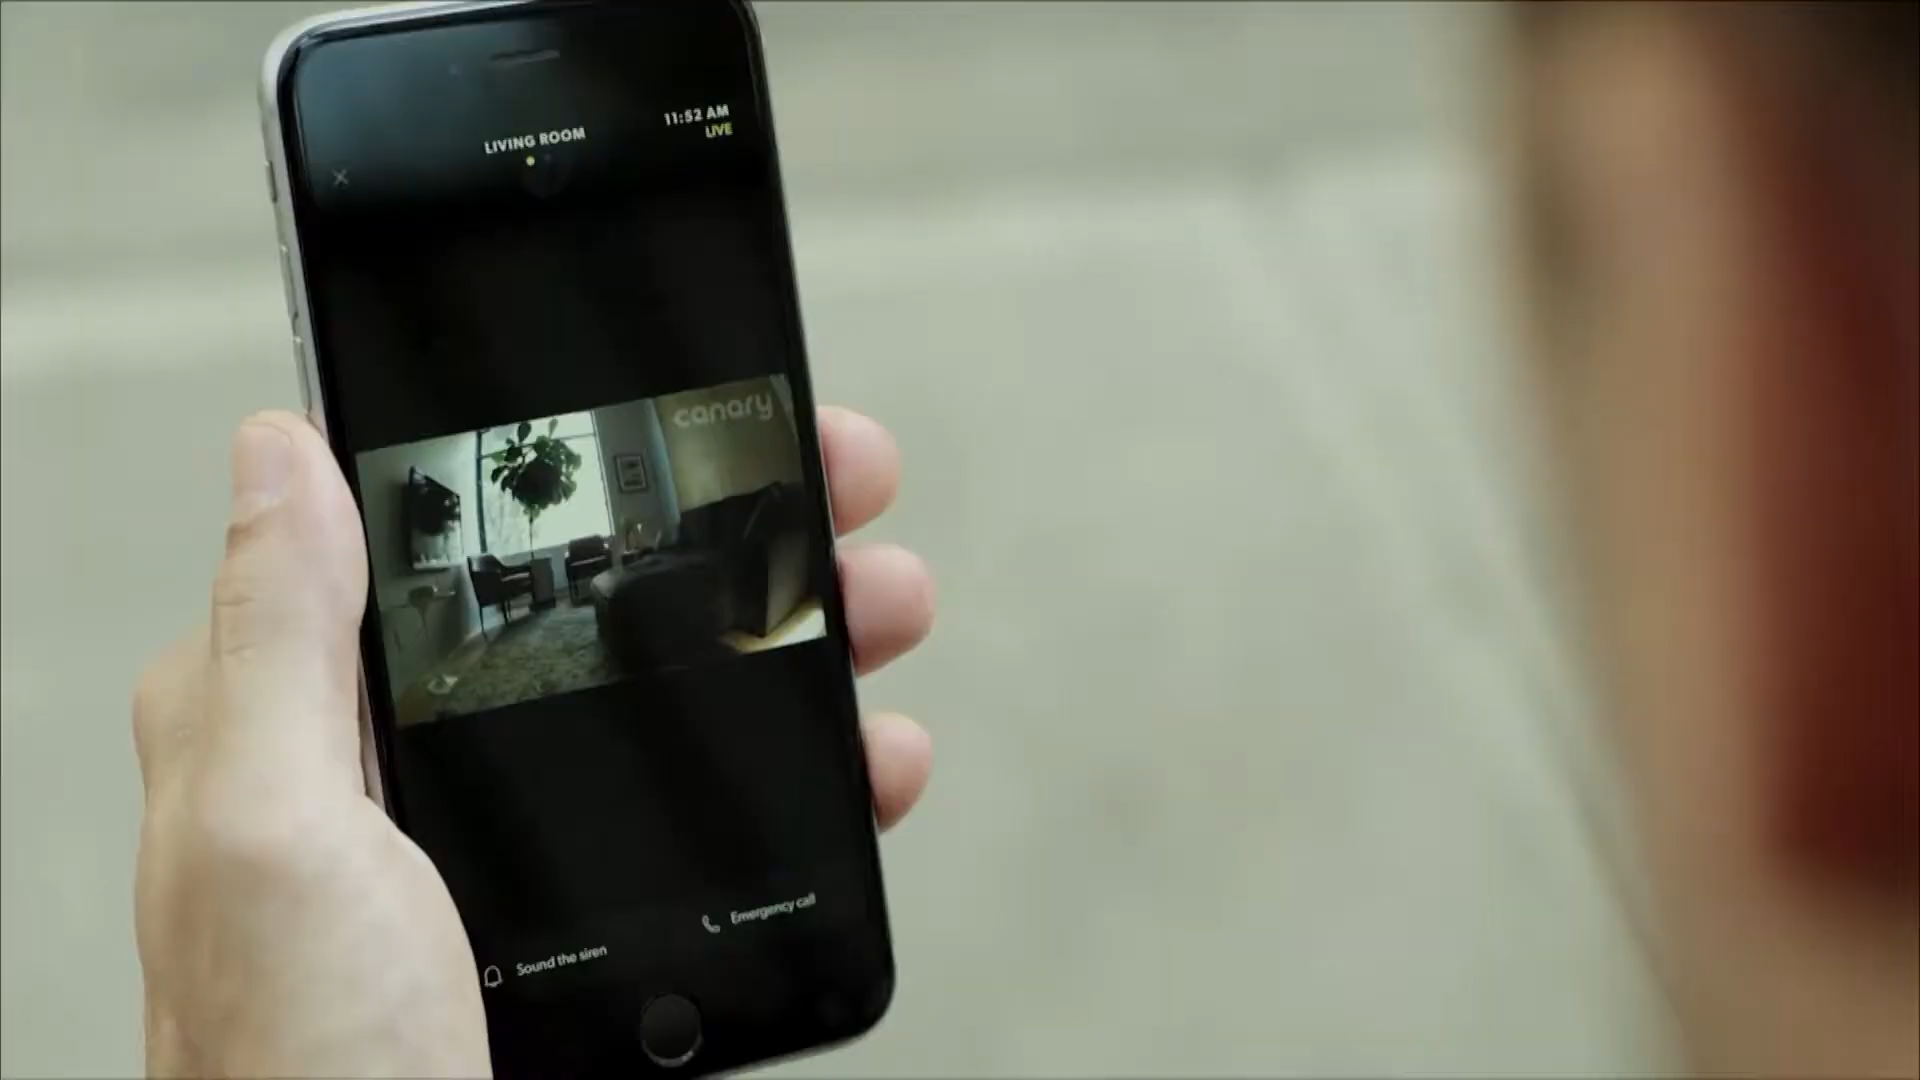 11:52 AM
LIVING ROOM
LIVE
canary
Emergency call
Sound the siren